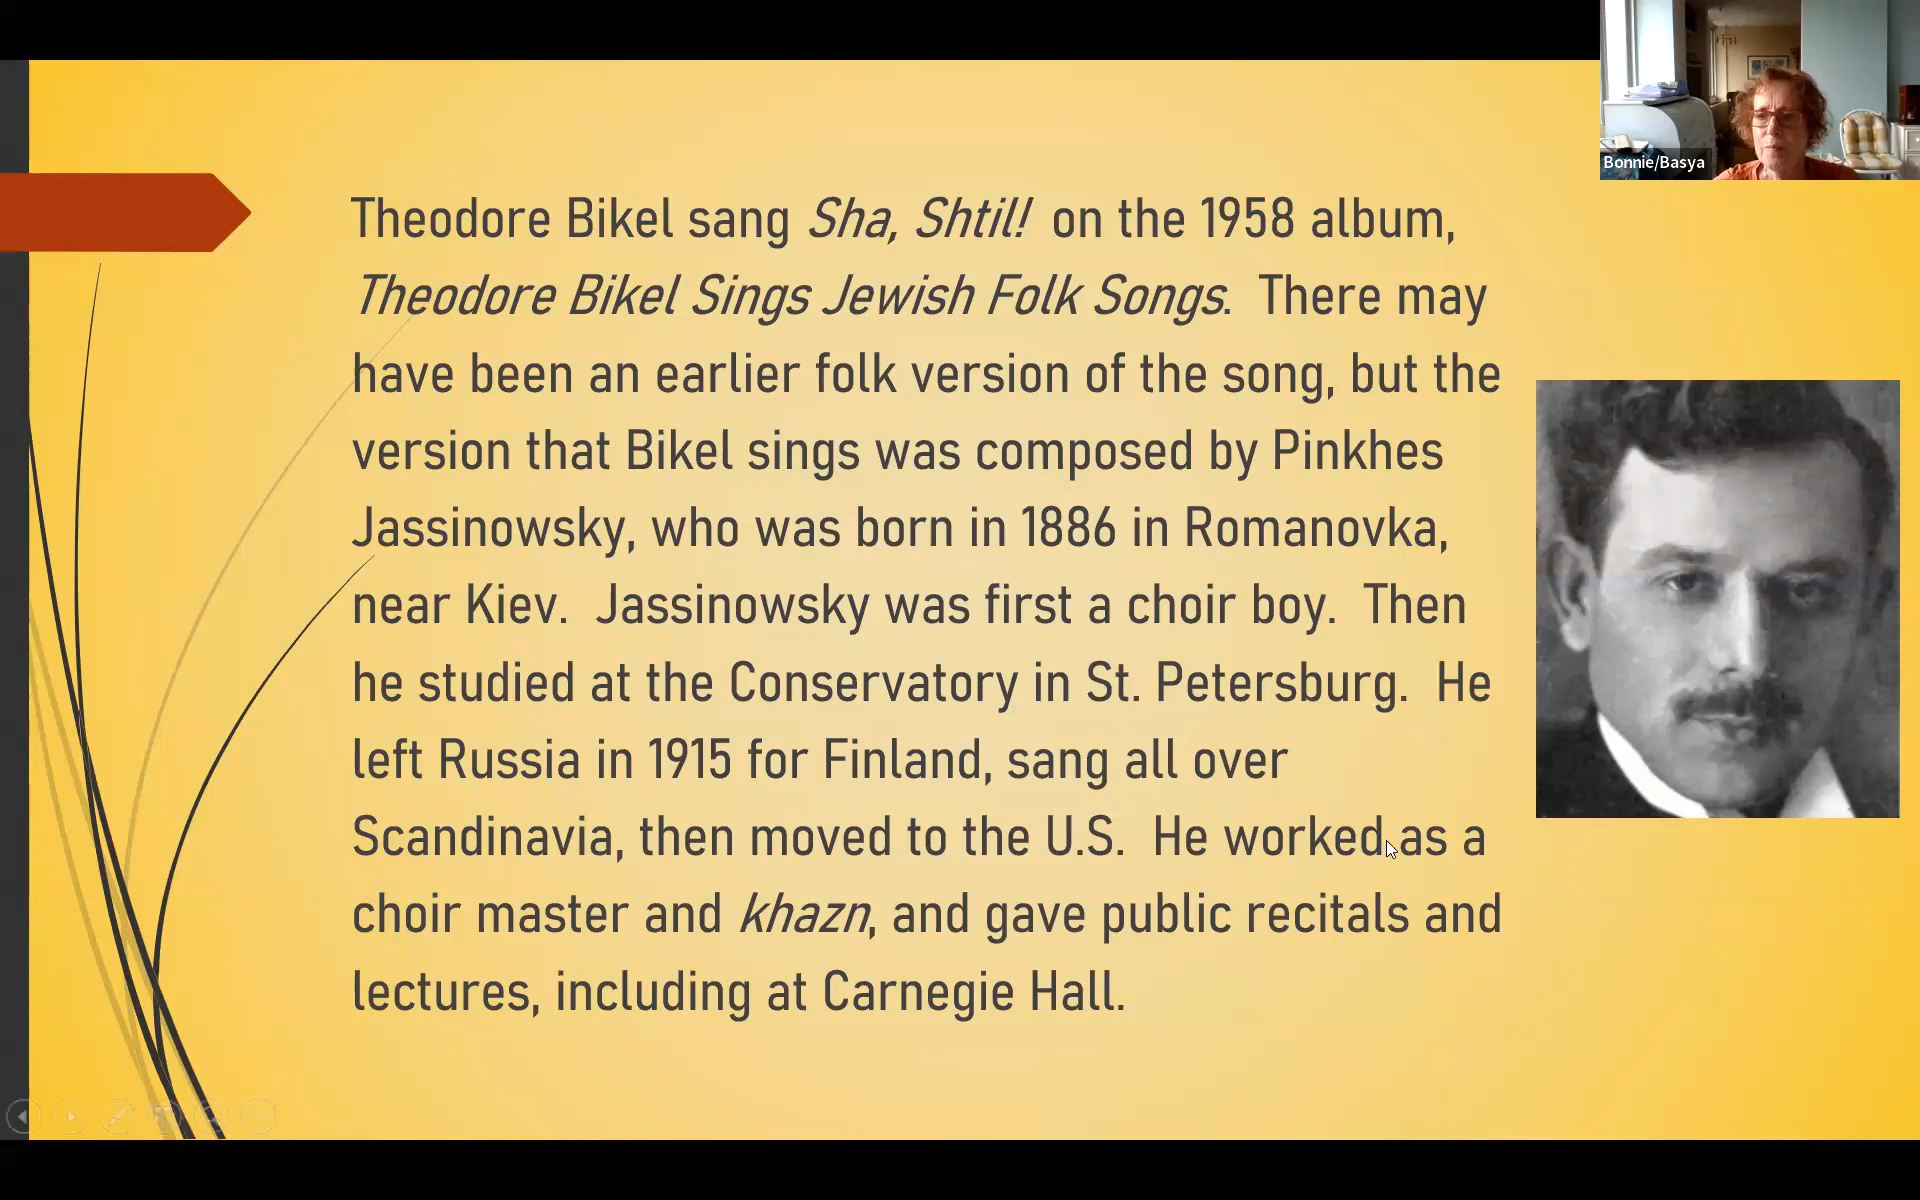 Bonnie/Basya
Theodore Bikel sang Sha, Shtil! on the 1958 album,
Theodore Bikel Sings Jewish Folk Songs. There may
have been an earlier folk version of the song, but the
version that Bikel sings was composed by Pinkhes
Jassinowsky, who was born in 1886 in Romanovka,
near Kiev. Jassinowsky was first a choir boy. Then
he studied at the Conservatory in St. Petersburg. He
left Russia in 1915 for Finland, sang all over
Scandinavia, then moved to the U.S. He worked as a
choir master and khazn, and gave public recitals and
lectures, including at Carnegie Hall.